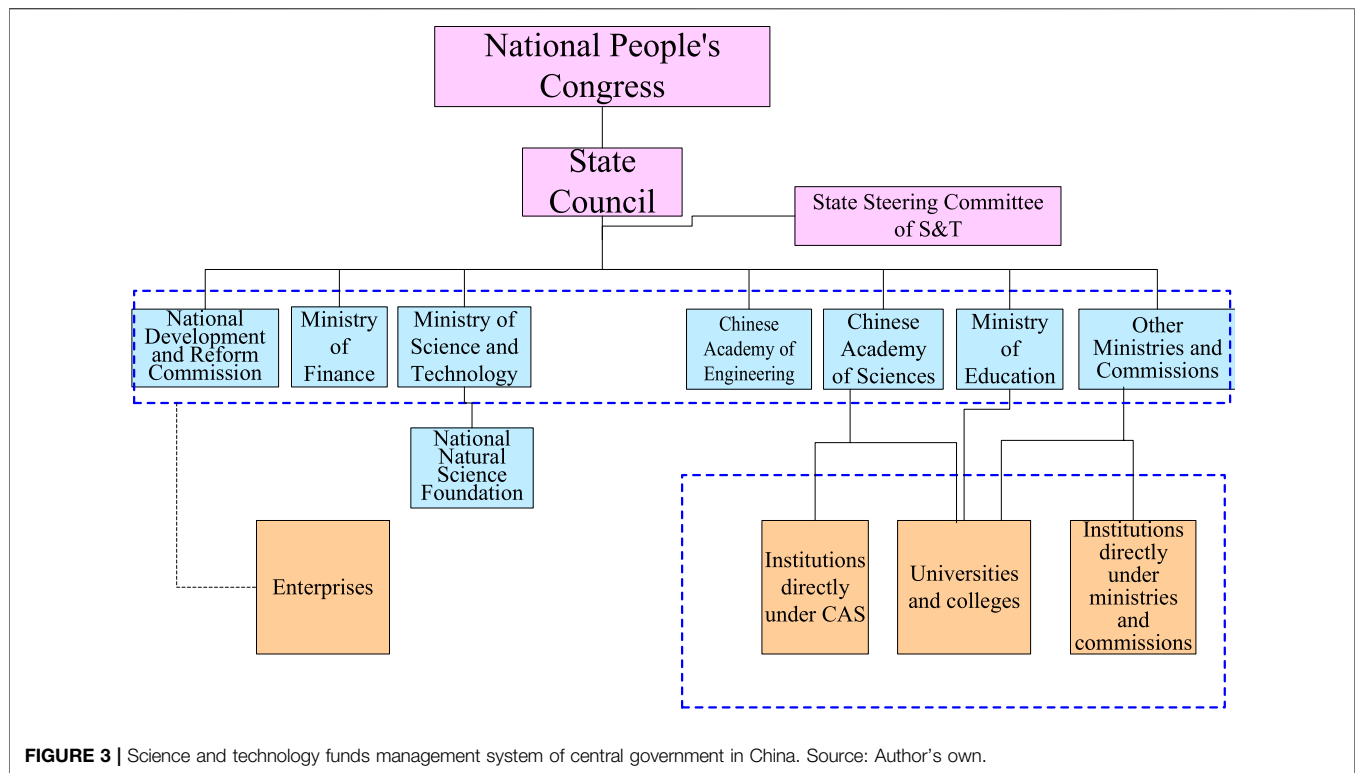 National People's
Congress
State
Council
State Steering Committee
of S&T
National
Development
and Reform
Commission
Ministry
of
Finance
Ministry of
Science and
Technology
Chinese
Academy of
Engineering
Chinese
Academy
of Sciences
Ministry
of
Education
Other
Ministries and
Commissions
National
Natural
Science
Foundation
Enterprises
Institutions
directly
under CAS
Universities
and colleges
Institutions
directly
under
ministries
and
commissions
FIGURE 3 | Science and technology funds management system of central government in China. Source: Author's own.